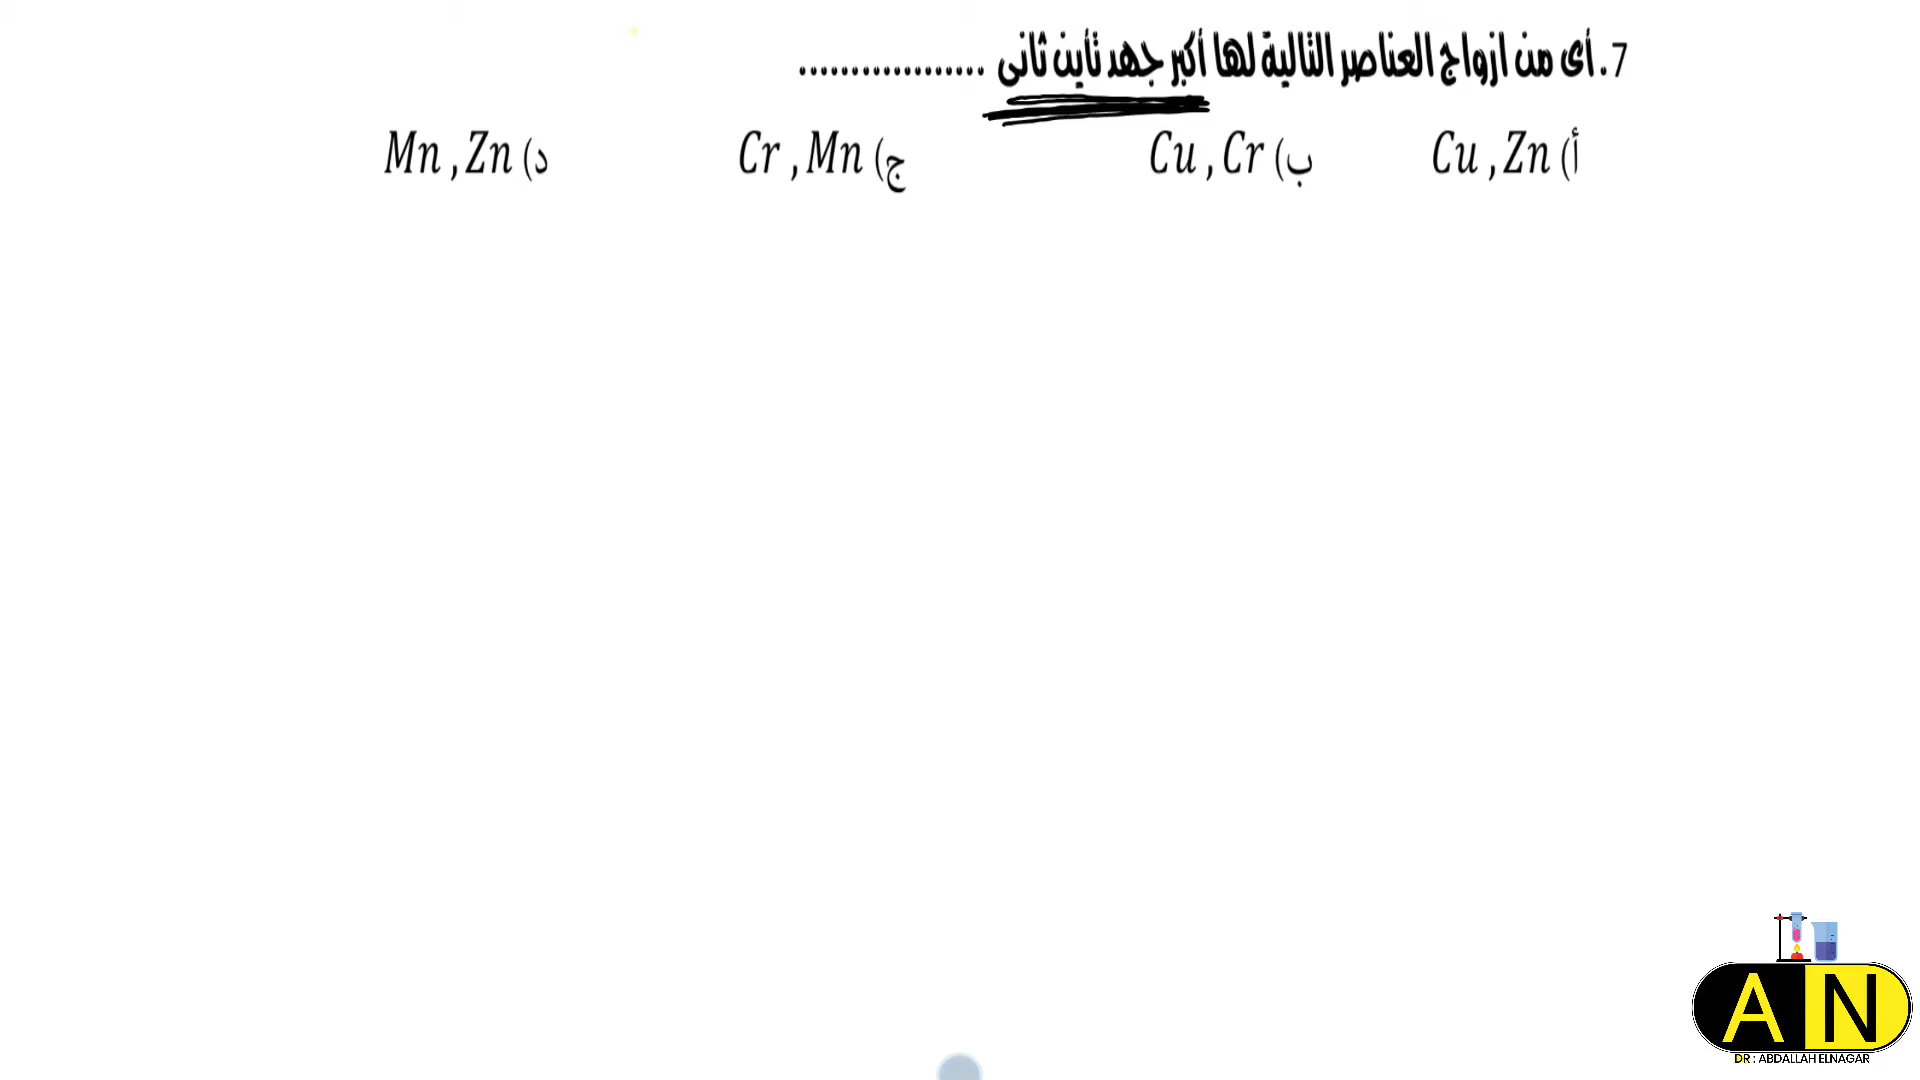 7. أى من ازواج العناصر التالية لها أكبر جهد تأين ثانى ..................
أ) Cu ,Zn ب) Cu ,Cr ج) Cr ,Mn د) Mn ,Zn
A N
DR : ABDALLAH ELNAGAR